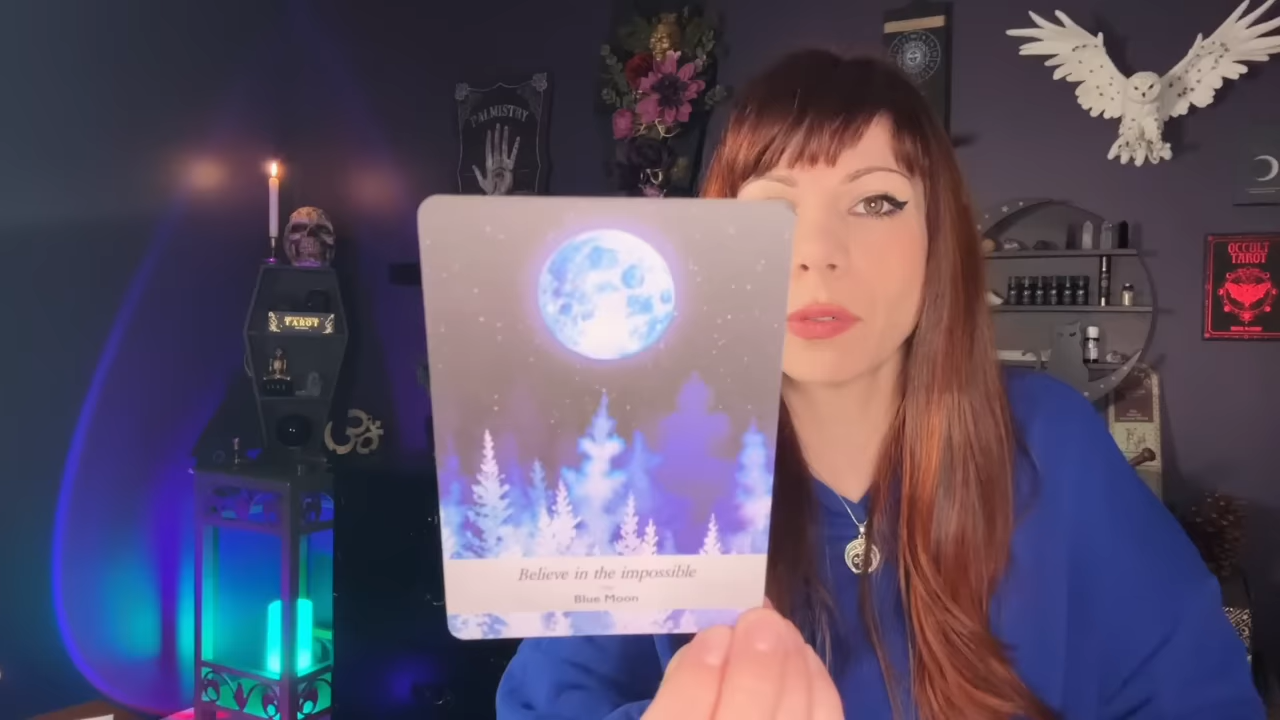 PALMISTRY
TAROT
OCCULT
TAROT
Believe in the impossible
Blue Moon